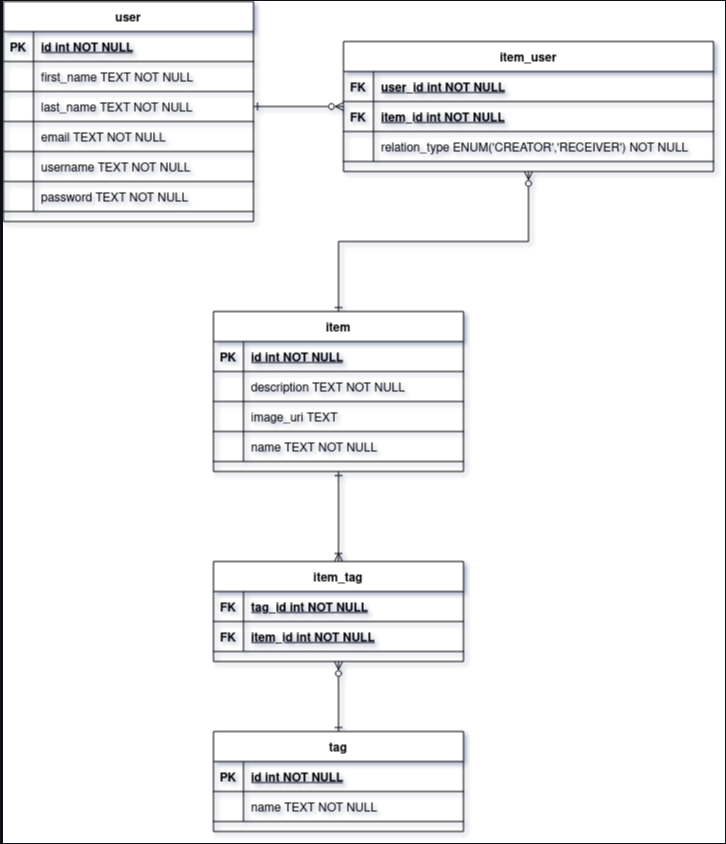 user
PK id int NOT NULL
first_name TEXT NOT NULL
last_name TEXT NOT NULL
email TEXT NOT NULL
username TEXT NOT NULL
password TEXT NOT NULL
item_user
FK user_id int NOT NULL
FK item_id int NOT NULL
relation_type ENUM('CREATOR','RECEIVER') NOT NULL
item
PK id int NOT NULL
description TEXT NOT NULL
image_uri TEXT
name TEXT NOT NULL
item_tag
FK tag_id int NOT NULL
FK item_id int NOT NULL
tag
PK id int NOT NULL
name TEXT NOT NULL